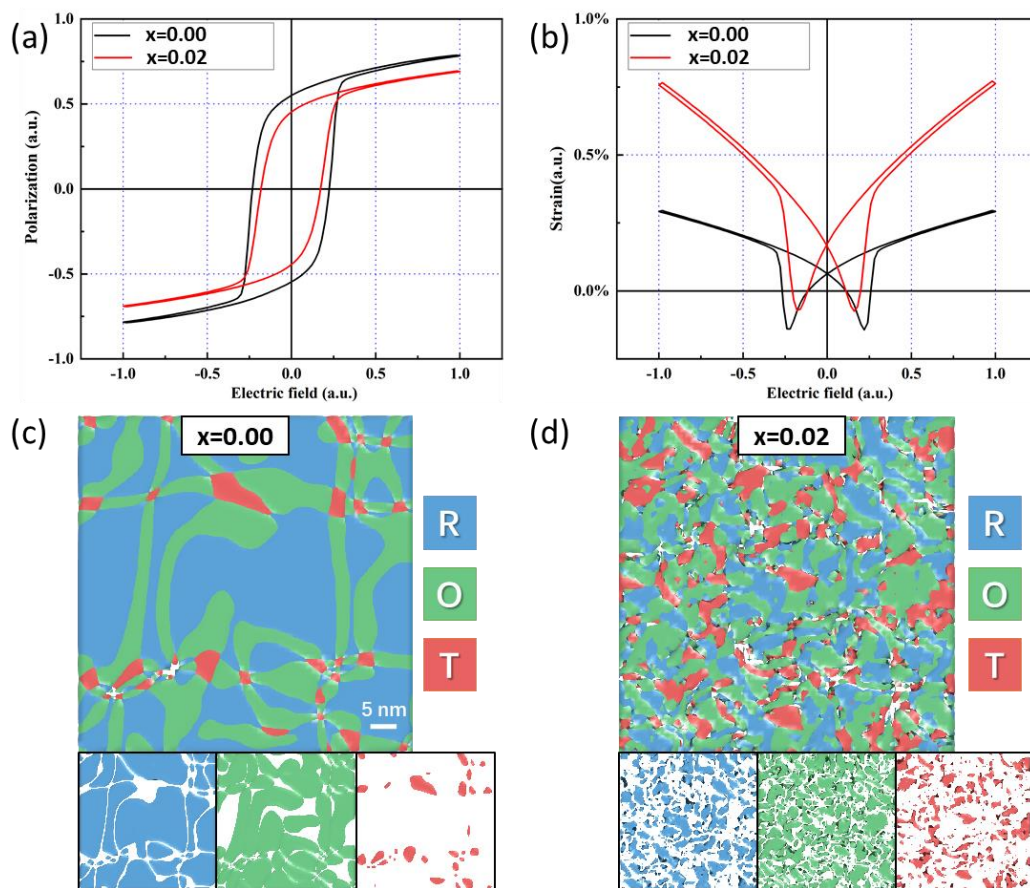 (a)
x=0.00
x=0.02
1.0
0.5
0.0
-0.5
-1.0
Polarization (a.u.)
-1.0 -0.5 0.0 0.5 1.0
Electric field (a.u.)
(b)
x=0.00
x=0.02
1.0%
0.5%
0.0%
Strain(a.u.)
-1.0 -0.5 0.0 0.5 1.0
Electric field (a.u.)
(c)
x=0.00
R
O
T
5 nm
(d)
x=0.02
R
O
T